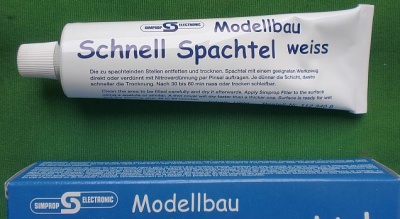 SIMPROP S ELECTRONIC Modellbau
Schnell Spachtel weiss
Die zu spachtelnden Stellen entfetten und trocknen. Spachtel mit einem geeigneten Werkzeug
direkt oder verdünnt mit Nitroverdünnung per Pinsel auftragen. Je dünner die Schicht, desto
schneller die Trocknung. Nach 30 bis 60 min nass oder trocken schleifbar.
SIMPROP S ELECTRONIC Modellbau